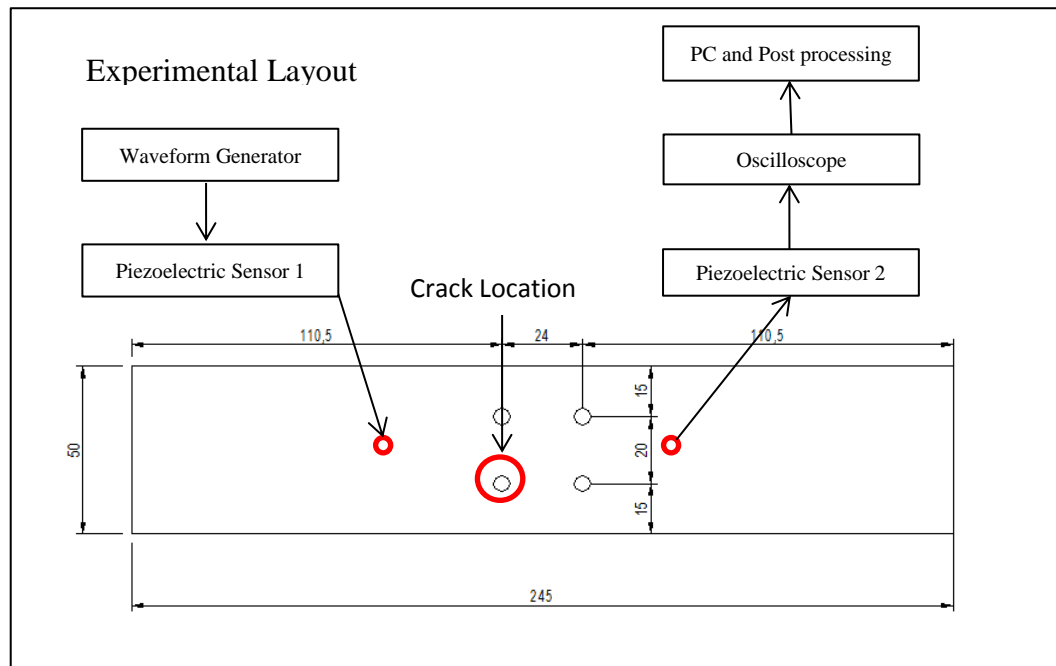 PC and Post processing
Experimental Layout
Waveform Generator
Oscilloscope
Piezoelectric Sensor 1
Piezoelectric Sensor 2
Crack Location
110,5
24
110,5
15
50
20
15
245